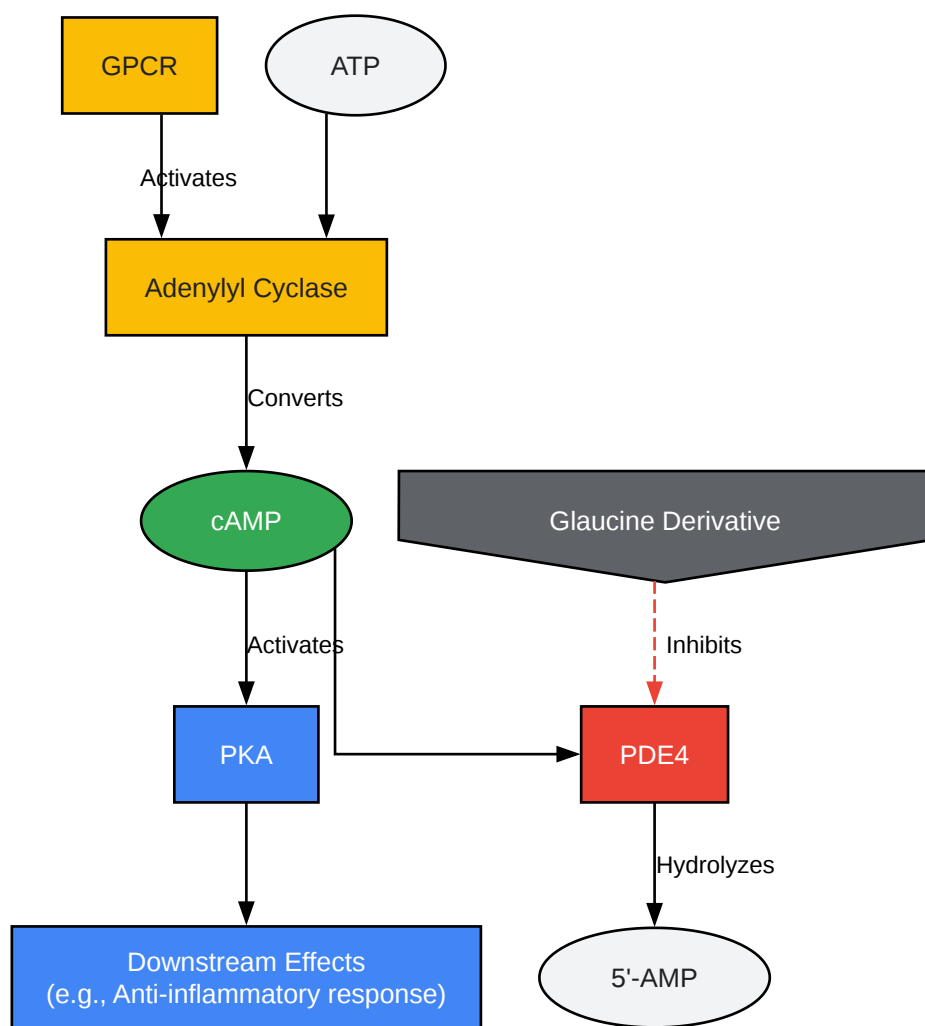 GPCR
ATP
Activates
Adenylyl Cyclase
Converts
cAMP
Glaucine Derivative
Activates
Inhibits
PKA
PDE4
Hydrolyzes
Downstream Effects
(e.g., Anti-inflammatory response)
5'-AMP